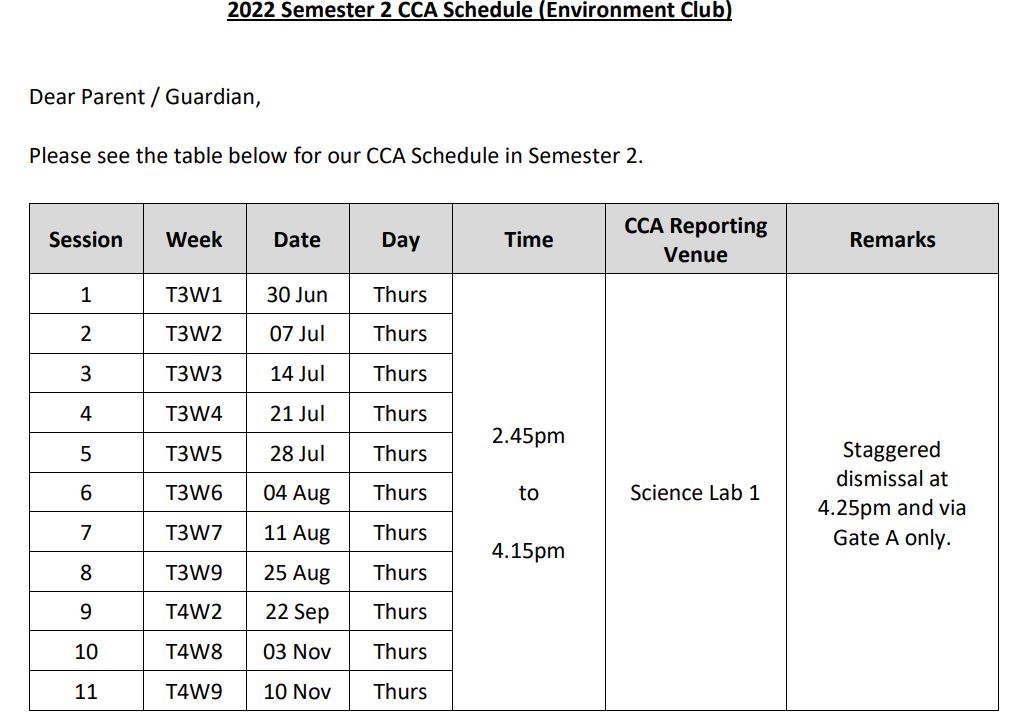 2022 Semester 2 CCA Schedule (Environment Club)
Dear Parent / Guardian,
Please see the table below for our CCA Schedule in Semester 2.
Session Week Date Day Time CCA Reporting Venue Remarks
1 T3W1 30 Jun Thurs
2 T3W2 07 Jul Thurs
3 T3W3 14 Jul Thurs
4 T3W4 21 Jul Thurs
5 T3W5 28 Jul Thurs
6 T3W6 04 Aug Thurs
7 T3W7 11 Aug Thurs
8 T3W9 25 Aug Thurs
9 T4W2 22 Sep Thurs
10 T4W8 03 Nov Thurs
11 T4W9 10 Nov Thurs
2.45pm
to
4.15pm
Science Lab 1
Staggered
dismissal at
4.25pm and via
Gate A only.